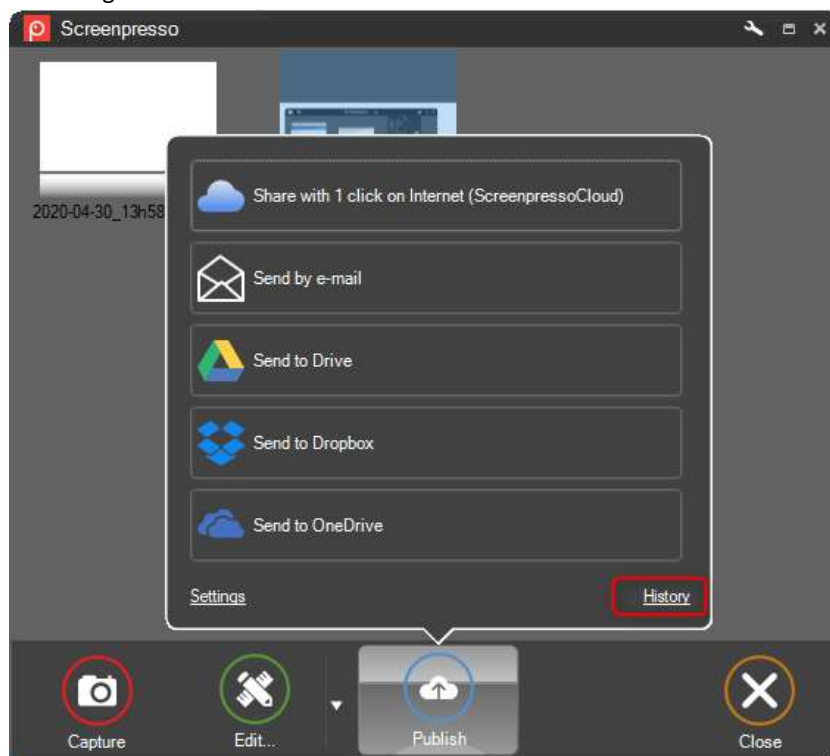 Screenpresso
2020-04-30_13h58
Share with 1 click on Internet (ScreenpressoCloud)
Send by e-mail
Send to Drive
Send to Dropbox
Send to OneDrive
Settings
History
Capture
Edit...
Publish
Close